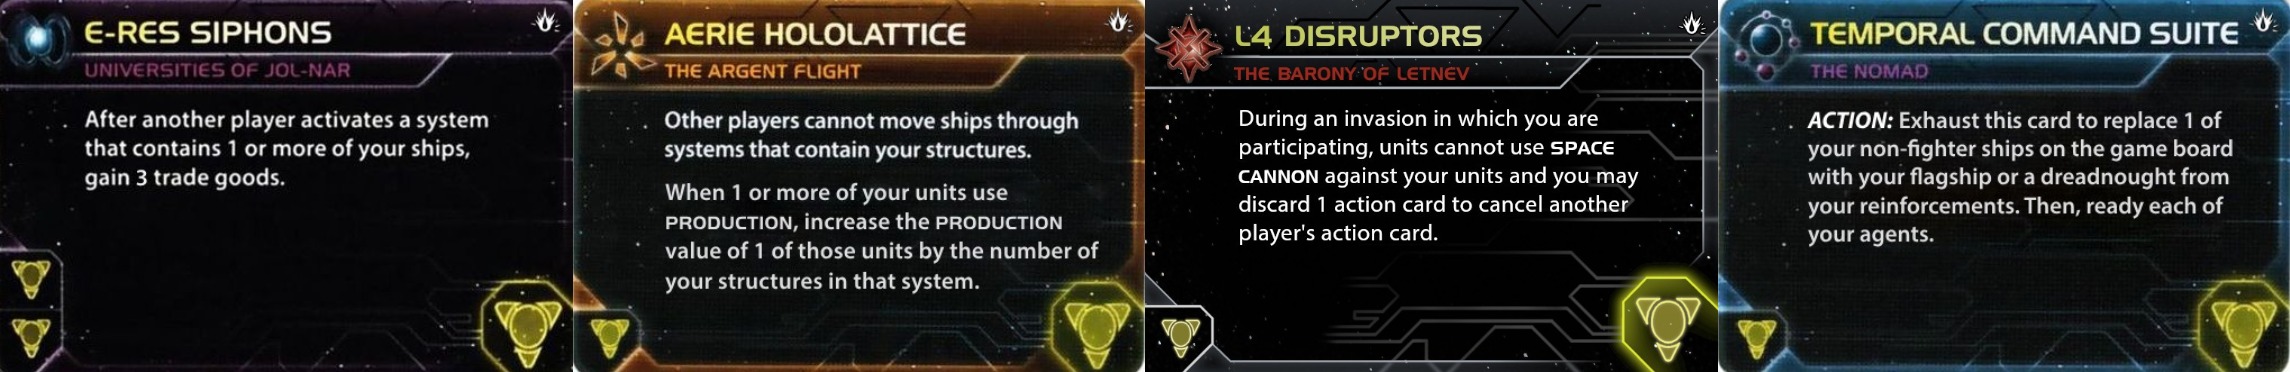 E-RES SIPHONS
UNIVERSITIES OF JOL-NAR
After another player activates a system
that contains 1 or more of your ships,
gain 3 trade goods.
AERIE HOLOLATTICE
THE ARGENT FLIGHT
Other players cannot move ships through
systems that contain your structures.
When 1 or more of your units use
PRODUCTION, increase the PRODUCTION
value of 1 of those units by the number of
your structures in that system.
L4 DISRUPTORS
THE BARONY OF LETNEV
During an invasion in which you are
participating, units cannot use SPACE
CANNON against your units and you may
discard 1 action card to cancel another
player's action card.
TEMPORAL COMMAND SUITE
THE NOMAD
ACTION: Exhaust this card to replace 1 of
your non-fighter ships on the game board
with your flagship or a dreadnought from
your reinforcements. Then, ready each of
your agents.